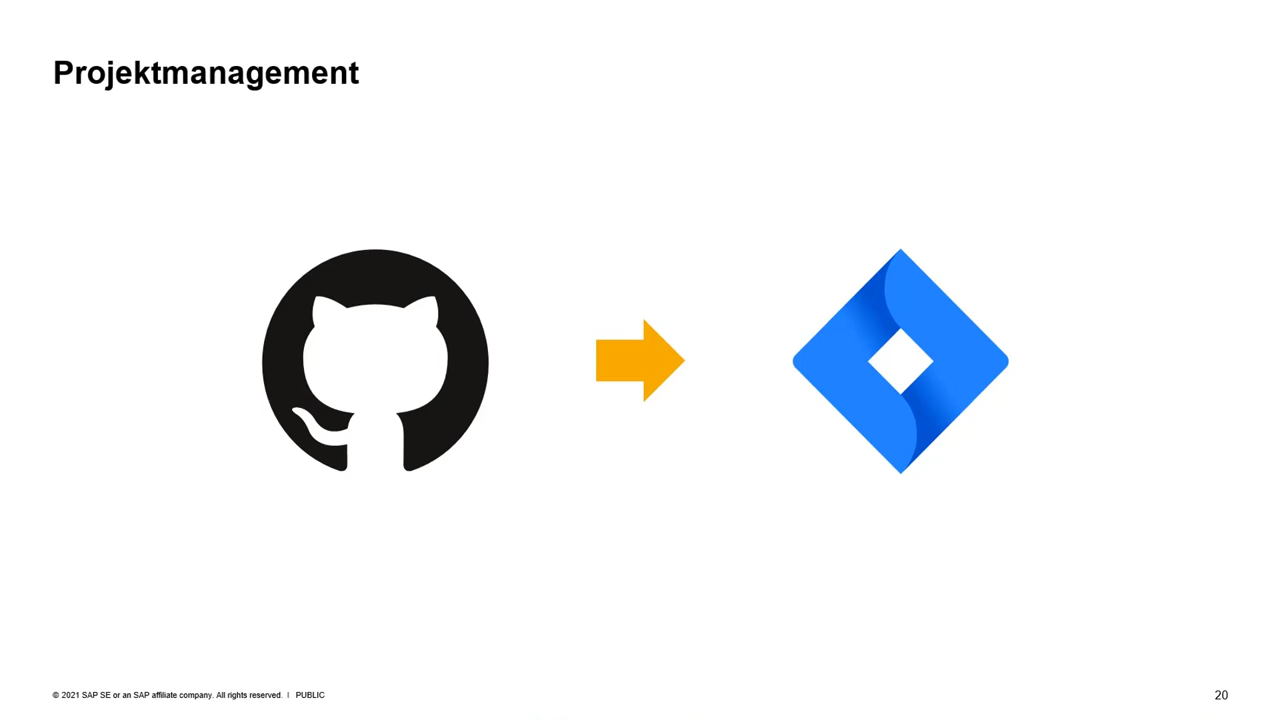 Projektmanagement
© 2021 SAP SE or an SAP affiliate company. All rights reserved. | PUBLIC
20